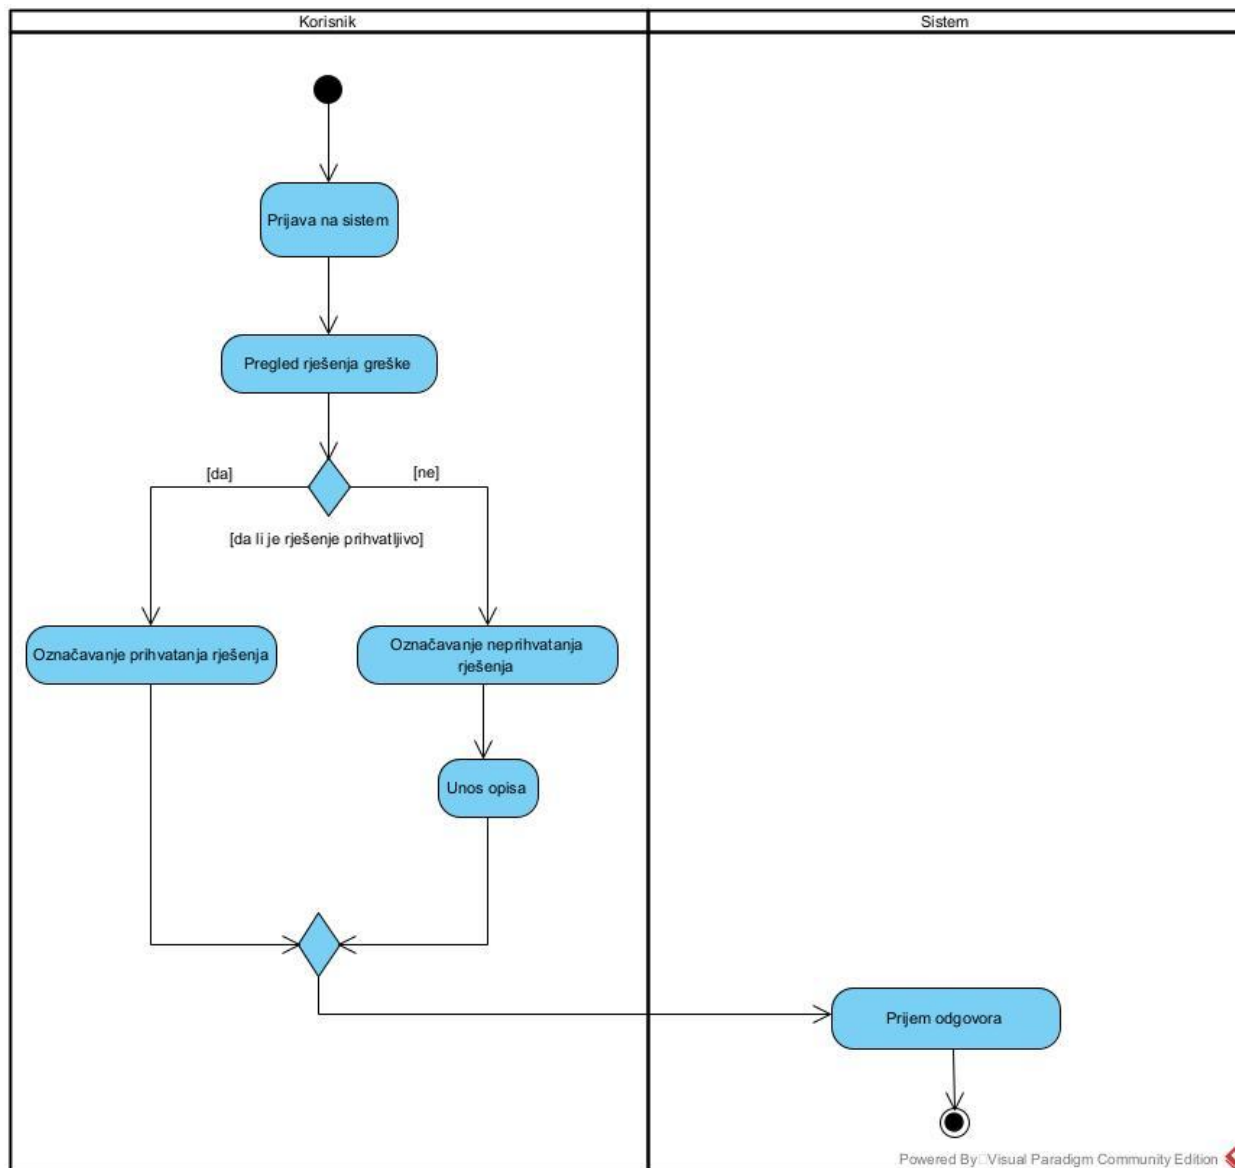 Korisnik
Sistem
Prijava na sistem
Pregled rješenja greške
[da]
[ne]
[da li je rješenje prihvatljivo]
Označavanje prihvatanja rješenja
Označavanje neprihvatanja
rješenja
Unos opisa
Prijem odgovora
Powered By Visual Paradigm Community Edition